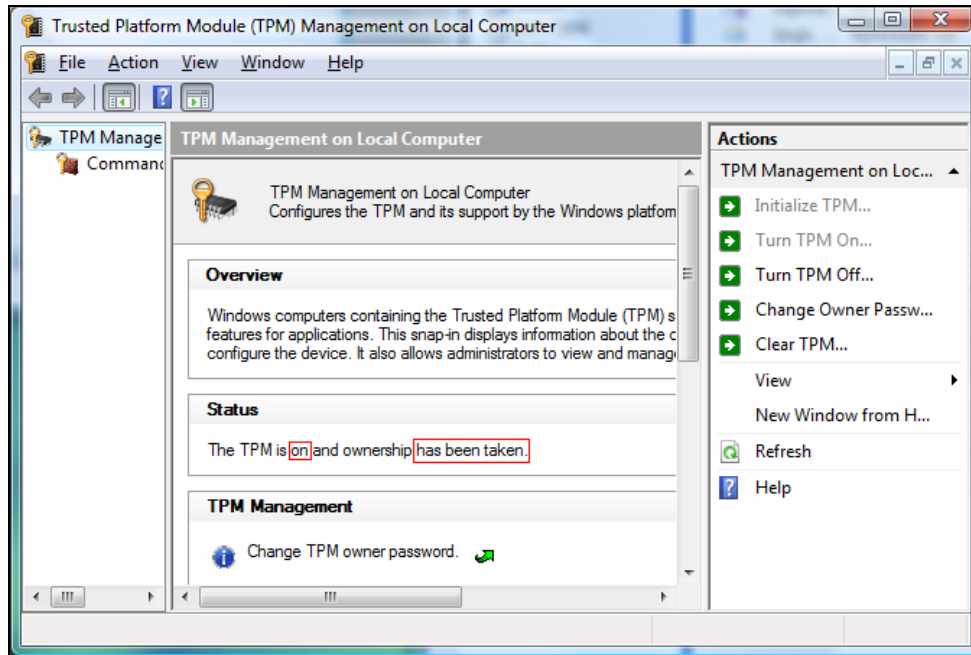 Trusted Platform Module (TPM) Management on Local Computer
File Action View Window Help
TPM Manage
Command
TPM Management on Local Computer
TPM Management on Local Computer
Configures the TPM and its support by the Windows platfom
Overview
Windows computers containing the Trusted Platform Module (TPM) s
features for applications. This snap-in displays information about the c
configure the device. It also allows administrators to view and manag
Status
The TPM is on and ownership has been taken.
TPM Management
Change TPM owner password.
Actions
TPM Management on Loc...
Initialize TPM...
Turn TPM On...
Turn TPM Off...
Change Owner Passw...
Clear TPM...
View
New Window from H...
Refresh
Help